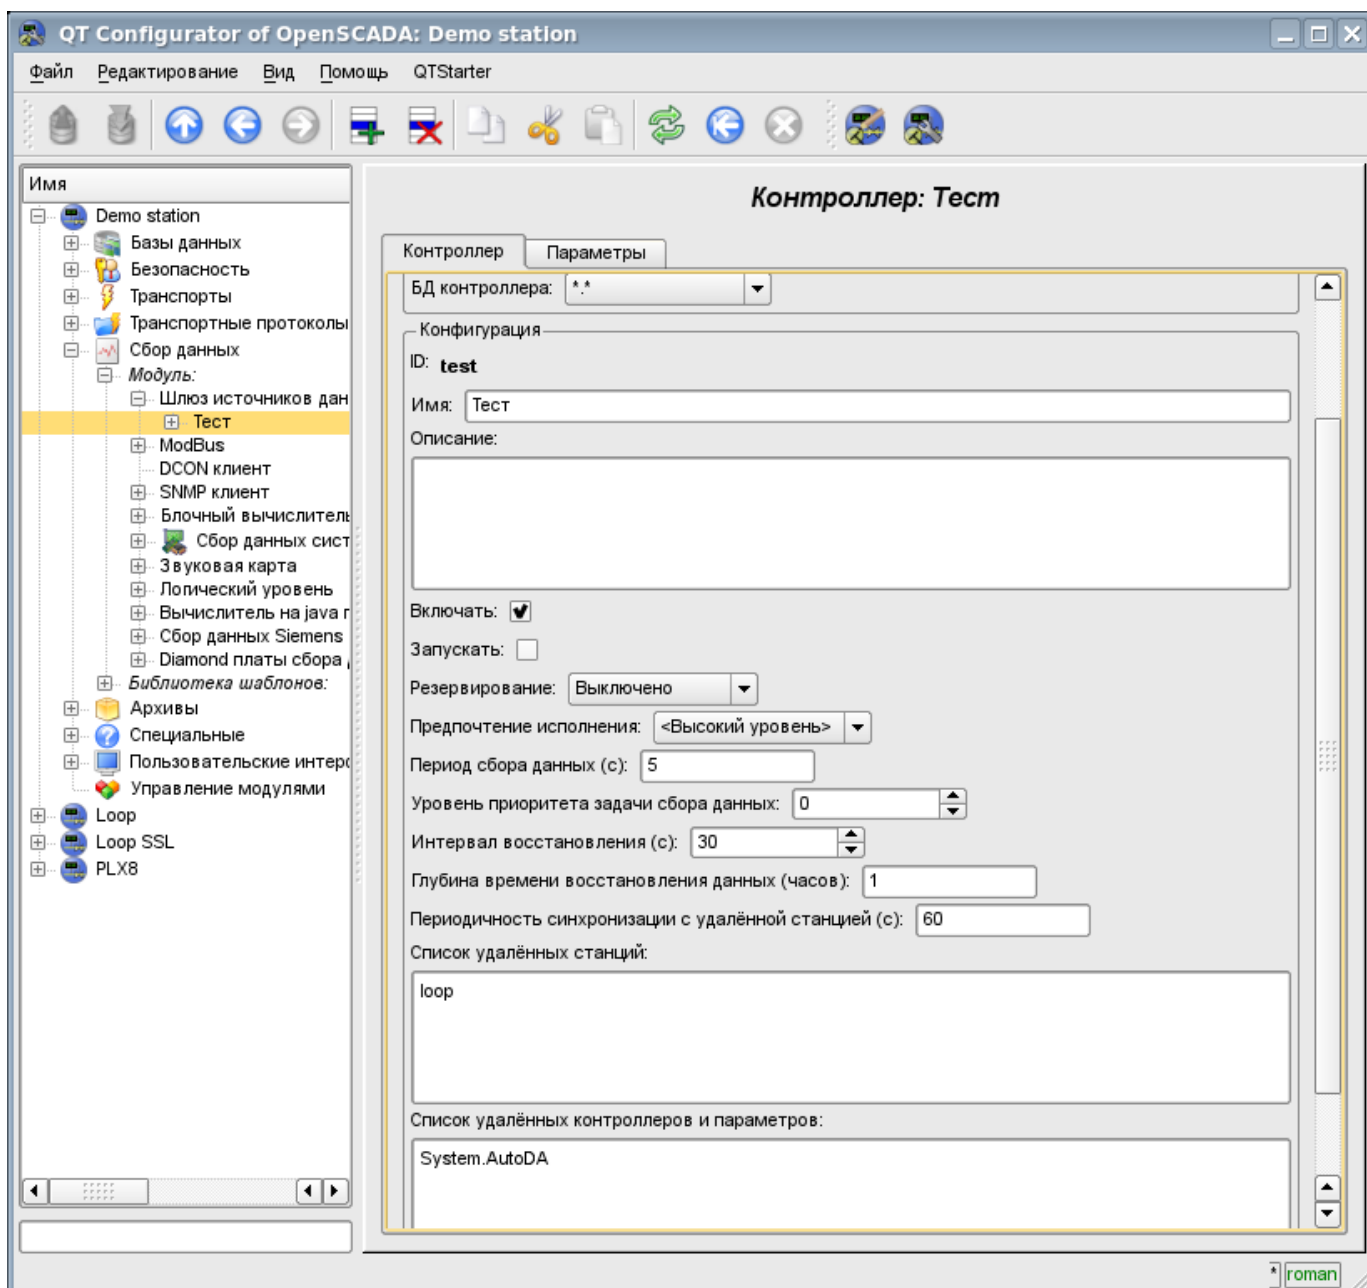 QT Configurator of OpenSCADA: Demo station
Файл Редактирование Вид Помощь QTStarter
Имя
Demo station
Базы данных
Безопасность
Транспорты
Транспортные протоколы
Сбор данных
Модуль:
Шлюз источников дан
Тест
ModBus
DCON клиент
SNMP клиент
Блочный вычислитель
Сбор данных сист
Звуковая карта
Логический уровень
Вычислитель на java
Сбор данных Siemens
Diamond платы сбора
Библиотека шаблонов:
Архивы
Специальные
Пользовательские интерф
Управление модулями
Loop
Loop SSL
PLX8
Контроллер: Тест
Контроллер Параметры
БД контроллера: *.*
Конфигурация
ID: test
Имя: Тест
Описание:
Включать:
Запускать:
Резервирование: Выключено
Предпочтение исполнения: <Высокий уровень>
Период сбора данных (с): 5
Уровень приоритета задачи сбора данных: 0
Интервал восстановления (с): 30
Глубина времени восстановления данных (часов): 1
Периодичность синхронизации с удалённой станцией (с): 60
Список удалённых станций:
loop
Список удалённых контроллеров и параметров:
System.AutoDA
* roman